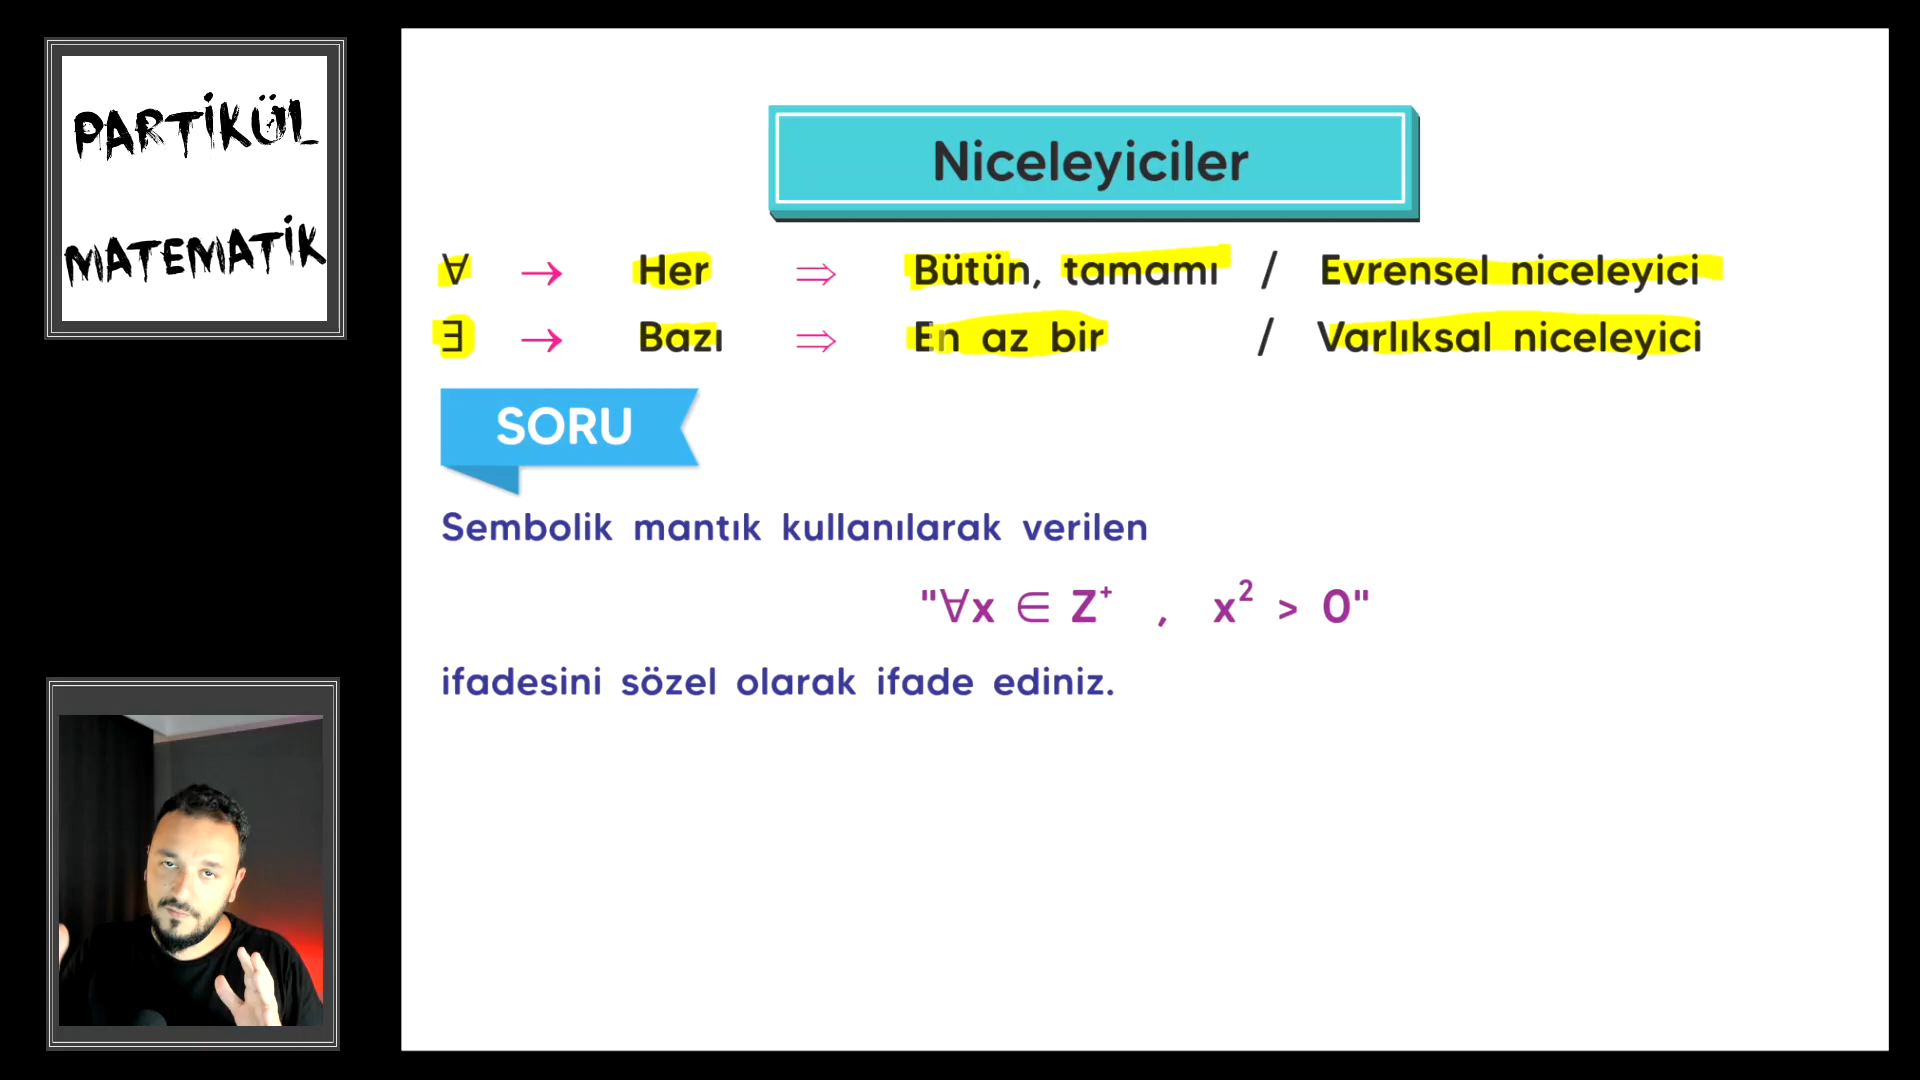 PARTİKÜL
MATEMATİK
Niceleyiciler
∀ → Her ⇒ Bütün, tamamı / Evrensel niceleyici
∃ → Bazı ⇒ En az bir / Varlıksal niceleyici
SORU
Sembolik mantık kullanılarak verilen
"∀x ∈ Z⁺ , x² > 0"
ifadesini sözel olarak ifade ediniz.